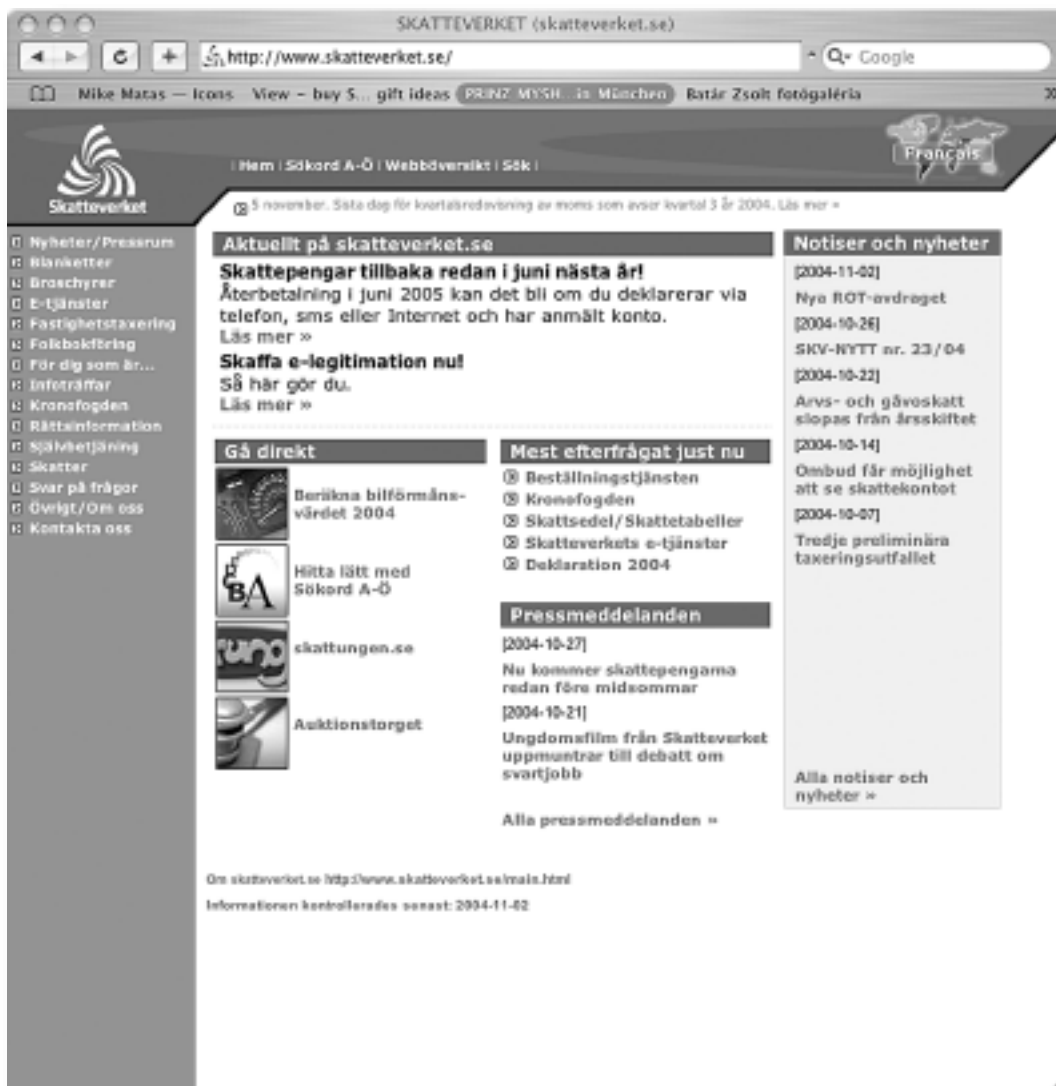 SKATTEVERKET (skatteverket.se)
http://www.skatteverket.se/
Google
Mike Matas — Icons View – buy S... gift ideas PRINZ MYSH...in München Batár Zsolt fotógaléria
Français
Hem | Sökord A-Ö | Webböversikt | Sök
Skatteverket
5 november. Sista dag för kvartalsredovisning av moms som avser kvartal 3 år 2004. Läs mer »
Nyheter/Pressrum
Blanketter
Broschyrer
E-tjänster
Fastighetstaxering
Folkbokföring
För dig som är...
Infoträffar
Kronofogden
Rättsinformation
Självbetjäning
Skatter
Svar på frågor
Övrigt/Om oss
Kontakta oss
Aktuellt på skatteverket.se
Skattepengar tillbaka redan i juni nästa år!
Återbetalning i juni 2005 kan det bli om du deklarerar via
telefon, sms eller Internet och har anmält konto.
Läs mer »
Skaffa e-legitimation nu!
Så här gör du.
Läs mer »
Gå direkt
Beräkna bilförmåns-
värdet 2004
BA
Hitta lätt med
Sökord A-Ö
rung
skattungen.se
Auktionstorget
Mest efterfrågat just nu
Beställningstjänsten
Kronofogden
Skattsedel/Skattetabeller
Skatteverkets e-tjänster
Deklaration 2004
Pressmeddelanden
[2004-10-27]
Nu kommer skattepengarna
redan före midsommar
[2004-10-21]
Ungdomsfilm från Skatteverket
uppmuntrar till debatt om
svartjobb
Alla pressmeddelanden »
Notiser och nyheter
[2004-11-02]
Nya ROT-avdraget
[2004-10-26]
SKV-NYTT nr. 23/04
[2004-10-22]
Arvs- och gåvoskatt
slopas från årsskiftet
[2004-10-14]
Ombud får möjlighet
att se skattekontot
[2004-10-07]
Tredje preliminära
taxeringsutfallet
Alla notiser och
nyheter »
Om skatteverket.se http://www.skatteverket.se/main.html
Informationen kontrollerades senast: 2004-11-02